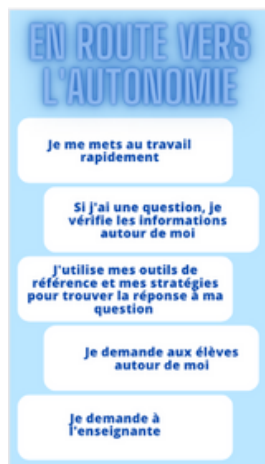 EN ROUTE VERS
L'AUTONOMIE
Je me mets au travail
rapidement
Si j'ai une question, je
vérifie les informations
autour de moi
J'utilise mes outils de
référence et mes stratégies
pour trouver la réponse à ma
question
Je demande aux élèves
autour de moi
Je demande à
l'enseignante